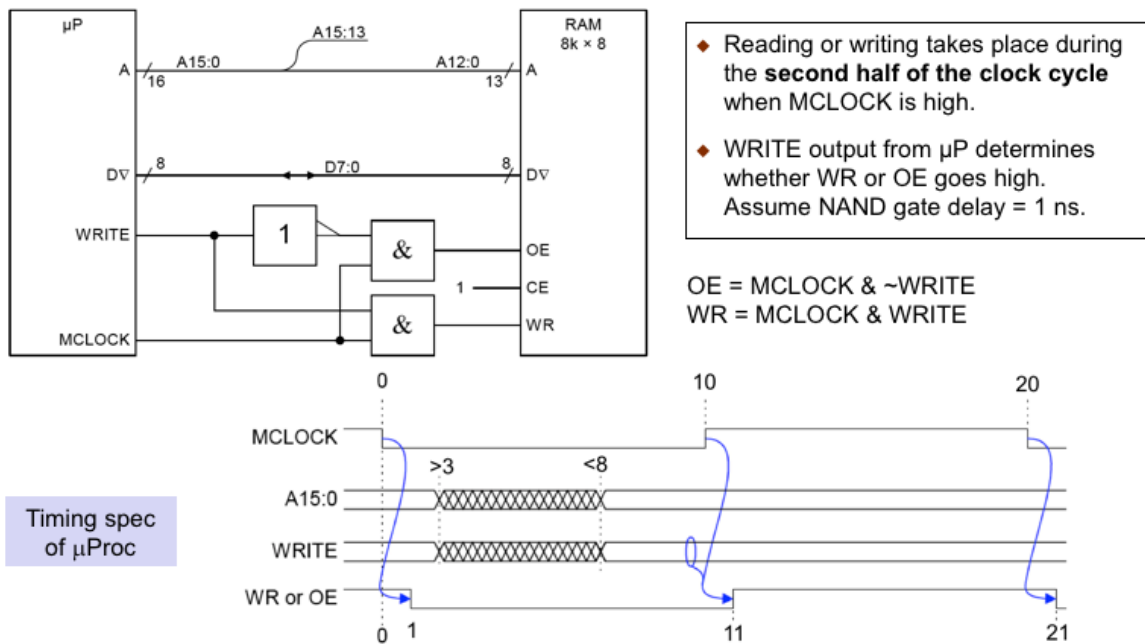 μP
RAM
8k × 8
A15:13
A
A15:0
A12:0
A
16
13
D∇
8
D7:0
8
D∇
WRITE
1
&
OE
1
CE
&
WR
MCLOCK
◆ Reading or writing takes place during
the second half of the clock cycle
when MCLOCK is high.
◆ WRITE output from μP determines
whether WR or OE goes high.
Assume NAND gate delay = 1 ns.
OE = MCLOCK & ~WRITE
WR = MCLOCK & WRITE
0
10
20
MCLOCK
>3
<8
A15:0
Timing spec
of μProc
WRITE
WR or OE
0
1
11
21